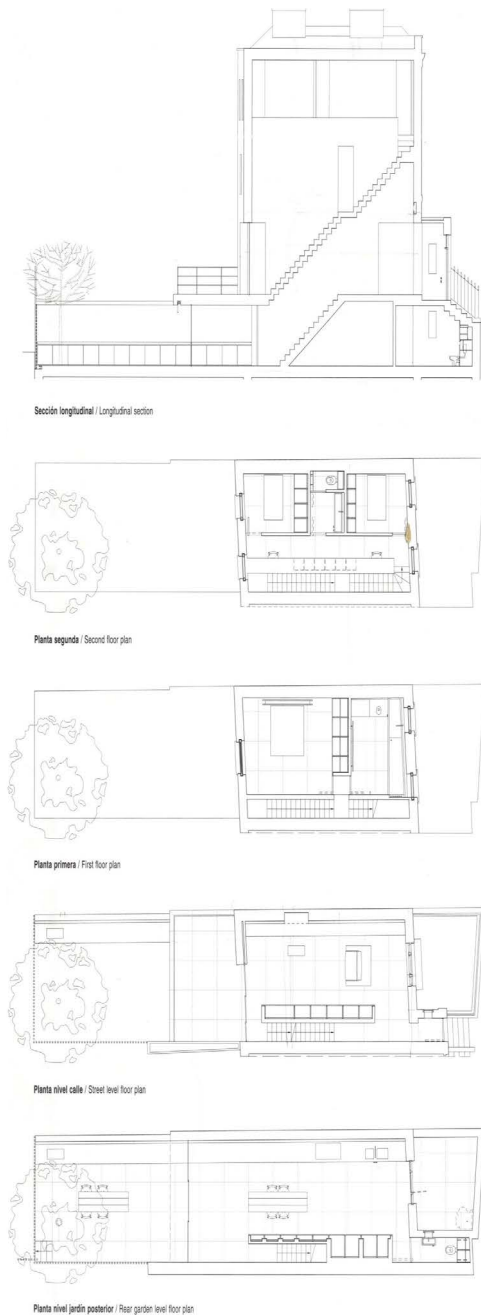 Sección longitudinal / Longitudinal section
Planta segunda / Second floor plan
Planta primera / First floor plan
Planta nivel calle / Street level floor plan
Planta nivel jardín posterior / Rear garden level floor plan